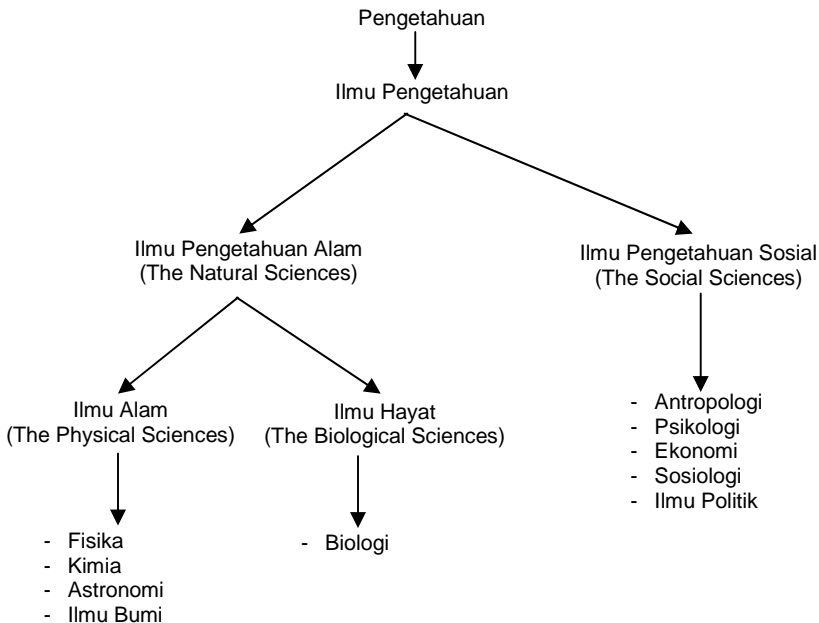 Pengetahuan
Ilmu Pengetahuan
Ilmu Pengetahuan Alam
(The Natural Sciences)
Ilmu Pengetahuan Sosial
(The Social Sciences)
Ilmu Alam
(The Physical Sciences)
Ilmu Hayat
(The Biological Sciences)
- Antropologi
- Psikologi
- Ekonomi
- Sosiologi
- Ilmu Politik
- Fisika
- Kimia
- Astronomi
- Ilmu Bumi
- Biologi